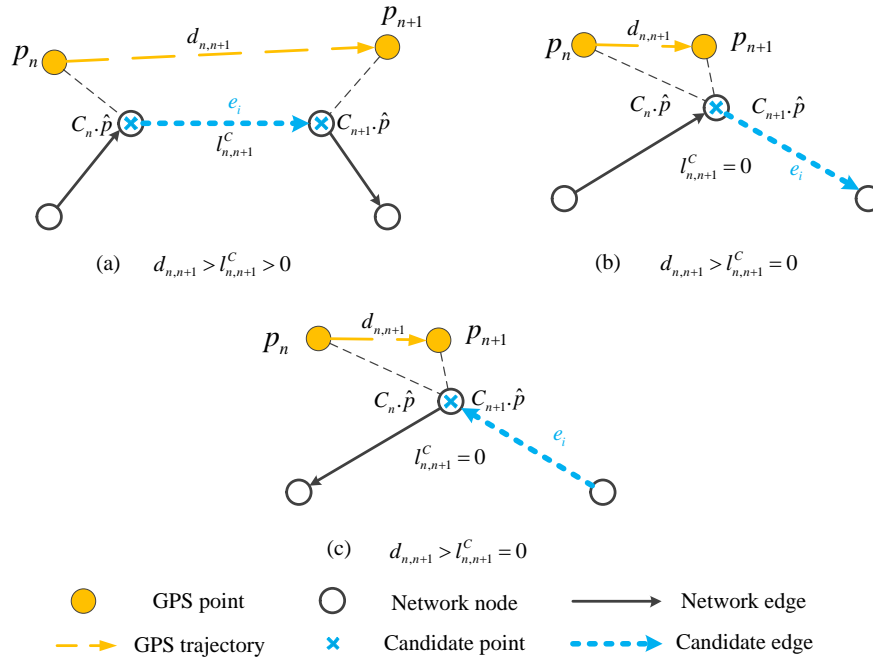 p_{n+1}
d_{n,n+1}
p_n
e_i
C_n.p̂
C_{n+1}.p̂
l^C_{n,n+1}
(a) d_{n,n+1} > l^C_{n,n+1} > 0
d_{n,n+1}
p_n
p_{n+1}
C_n.p̂
C_{n+1}.p̂
l^C_{n,n+1} = 0
e_i
(b) d_{n,n+1} > l^C_{n,n+1} = 0
d_{n,n+1}
p_n
p_{n+1}
C_n.p̂
C_{n+1}.p̂
e_i
l^C_{n,n+1} = 0
(c) d_{n,n+1} > l^C_{n,n+1} = 0
GPS point
Network node
Network edge
GPS trajectory
Candidate point
Candidate edge